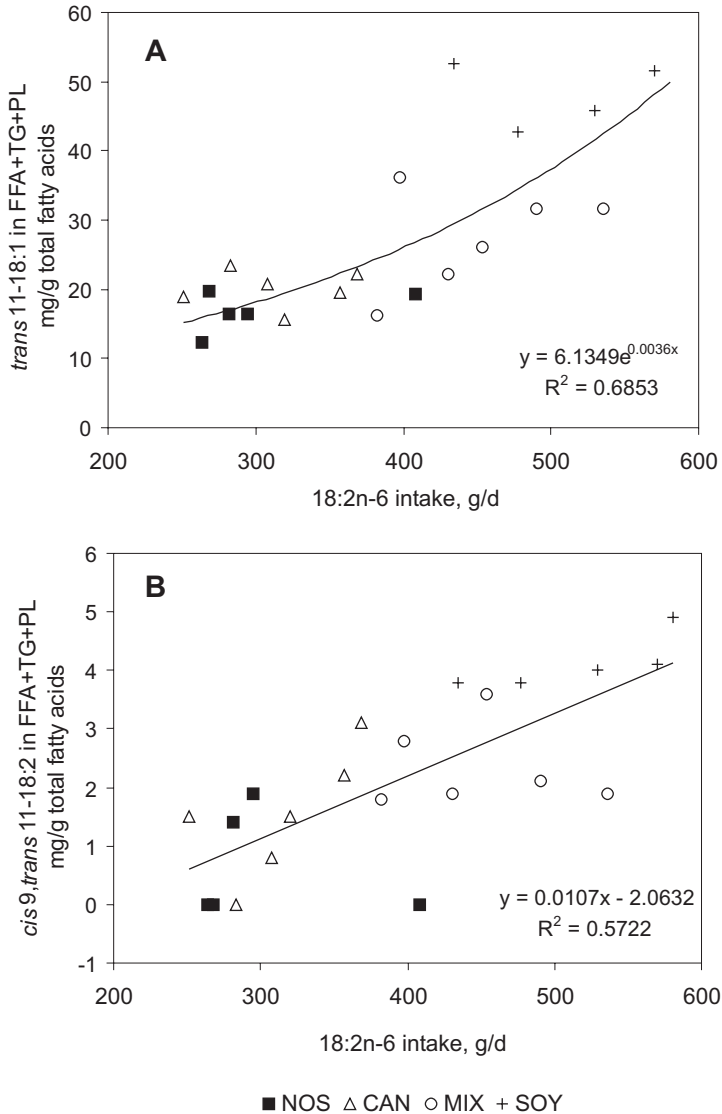 60
50
40
30
20
10
0
A
trans 11-18:1 in FFA+TG+PL
mg/g total fatty acids
y = 6.1349e^0.0036x
R² = 0.6853
200 300 400 500 600
18:2n-6 intake, g/d
6
5
4
3
2
1
0
-1
B
cis9,trans 11-18:2 in FFA+TG+PL
mg/g total fatty acids
y = 0.0107x - 2.0632
R² = 0.5722
200 300 400 500 600
18:2n-6 intake, g/d
■ NOS △ CAN ○ MIX + SOY